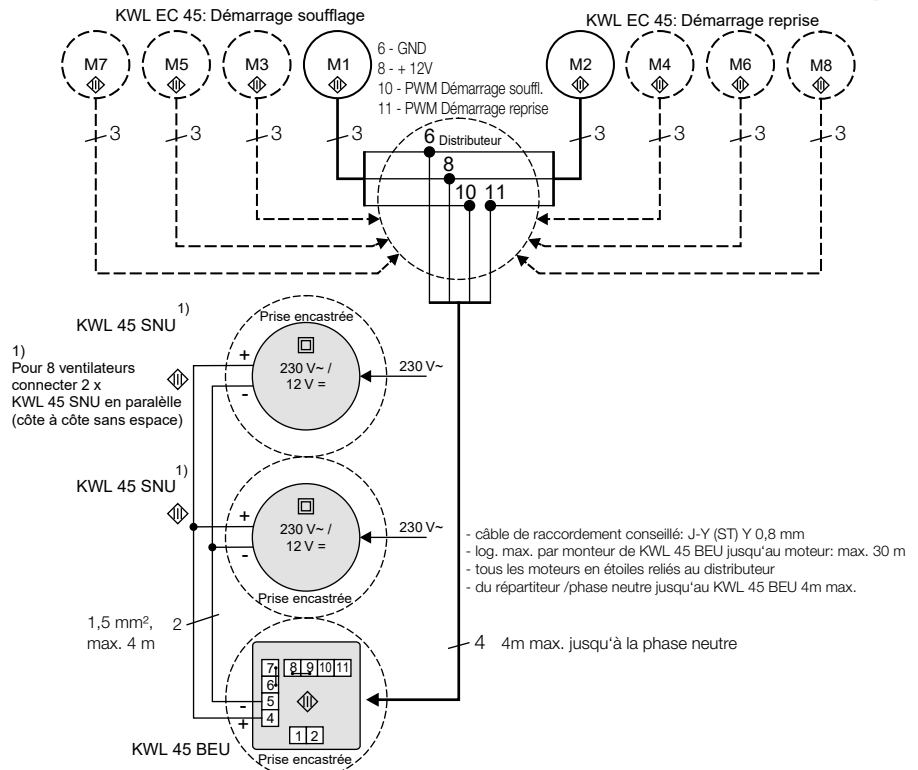 KWL EC 45: Démarrage soufflage
KWL EC 45: Démarrage reprise
M7
M5
M3
M1
6 - GND
8 - + 12V
10 - PWM Démarrage souffl.
11 - PWM Démarrage reprise
M2
M4
M6
M8
3
3
3
3
3
3
3
3
6 Distributeur
8
10 11
KWL 45 SNU 1)
Prise encastrée
1)
Pour 8 ventilateurs
connecter 2 x
KWL 45 SNU en paralèlle
(côte à côte sans espace)
+
-
230 V~ /
12 V =
230 V~
KWL 45 SNU 1)
+
-
230 V~ /
12 V =
230 V~
Prise encastrée
- câble de raccordement conseillé: J-Y (ST) Y 0,8 mm
- log. max. par monteur de KWL 45 BEU jusqu'au moteur: max. 30 m
- tous les moteurs en étoiles reliés au distributeur
- du répartiteur /phase neutre jusqu'au KWL 45 BEU 4m max.
1,5 mm², 2
max. 4 m
4 4m max. jusqu'à la phase neutre
7 8 9 10 11
6
- 5
+ 4
1 2
KWL 45 BEU
Prise encastrée